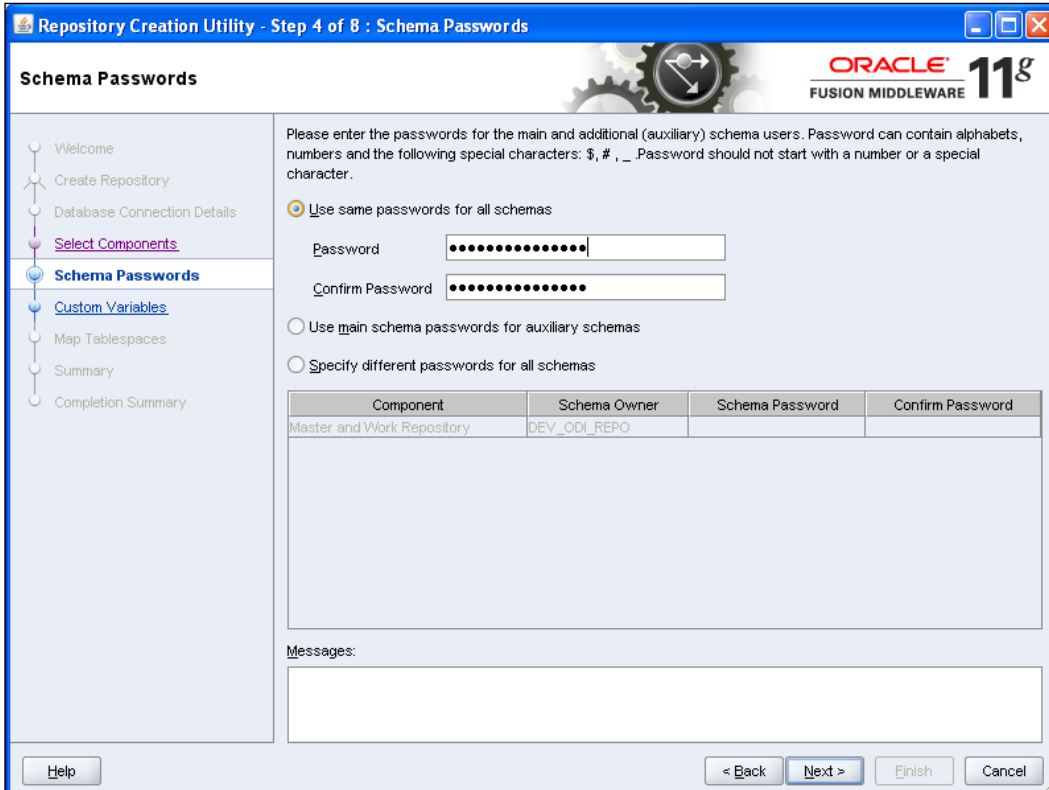 Repository Creation Utility - Step 4 of 8 : Schema Passwords
Schema Passwords
ORACLE
FUSION MIDDLEWARE
11g
Welcome
Create Repository
Database Connection Details
Select Components
Schema Passwords
Custom Variables
Map Tablespaces
Summary
Completion Summary
Please enter the passwords for the main and additional (auxiliary) schema users. Password can contain alphabets,
numbers and the following special characters: $, # , _ .Password should not start with a number or a special
character.
Use same passwords for all schemas
Password ●●●●●●●●●●●●●●●
Confirm Password ●●●●●●●●●●●●●●●
Use main schema passwords for auxiliary schemas
Specify different passwords for all schemas
Component Schema Owner Schema Password Confirm Password
Master and Work Repository DEV_ODI_REPO
Messages:
Help < Back Next > Finish Cancel